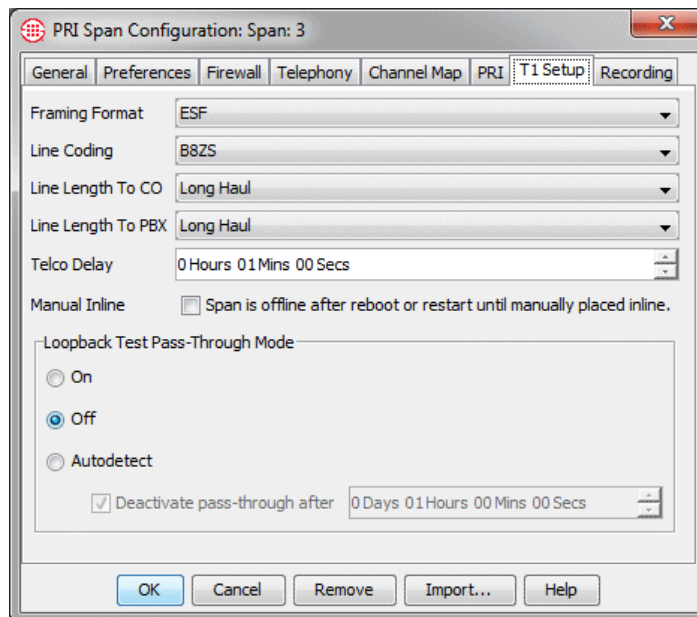 PRI Span Configuration: Span: 3
General Preferences Firewall Telephony Channel Map PRI T1 Setup Recording
Framing Format ESF
Line Coding B8ZS
Line Length To CO Long Haul
Line Length To PBX Long Haul
Telco Delay 0 Hours 01 Mins 00 Secs
Manual Inline Span is offline after reboot or restart until manually placed inline.
Loopback Test Pass-Through Mode
On
Off
Autodetect
Deactivate pass-through after 0 Days 01 Hours 00 Mins 00 Secs
OK Cancel Remove Import... Help